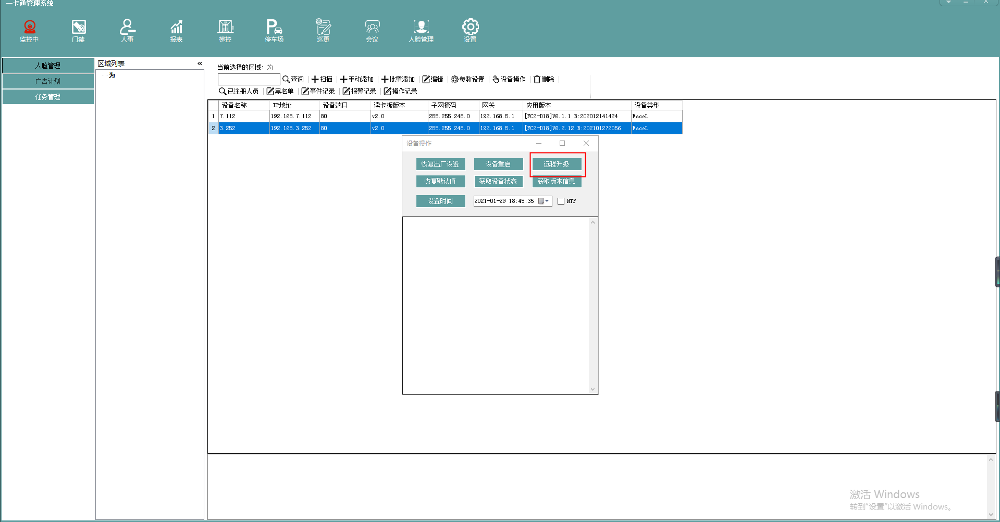 一卡通管理系统
监控中 门禁 人事 报表 梯控 停车场 巡更 会议 人脸管理 设置
人脸管理
广告计划
任务管理
区域列表 «
为
当前选择的区域: 为
查询 扫描 手动添加 批量添加 编辑 参数设置 设备操作 删除
已注册人员 黑名单 事件记录 报警记录 操作记录
设备名称 IP地址 设备端口 读卡板版本 子网掩码 网关 应用版本 设备类型
1 7.112 192.168.7.112 80 v2.0 255.255.248.0 192.168.5.1 [FC2-D18]V6.1.1 B:202012141424 FaceL
2 3.252 192.168.3.252 80 v2.0 255.255.248.0 192.168.5.1 [FC2-D18]V6.2.12 B:202101272056 FaceL
设备操作
恢复出厂设置 设备重启 远程升级
恢复默认值 获取设备状态 获取版本信息
设置时间 2021-01-29 18:45:35 NTP
激活 Windows
转到"设置"以激活 Windows。